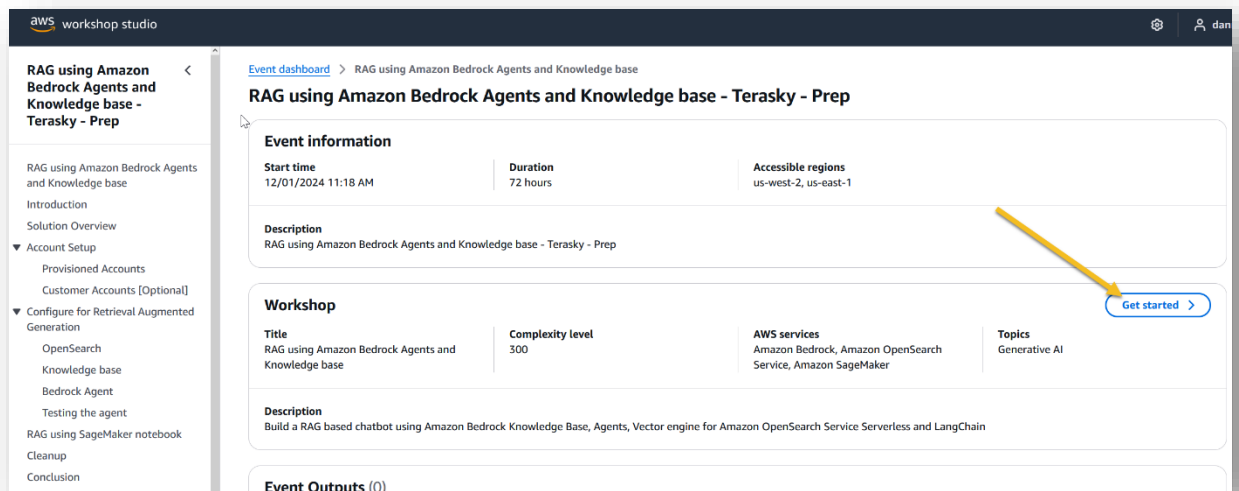 aws workshop studio
dan
RAG using Amazon
Bedrock Agents and
Knowledge base -
Terasky - Prep
RAG using Amazon Bedrock Agents
and Knowledge base
Introduction
Solution Overview
Account Setup
Provisioned Accounts
Customer Accounts [Optional]
Configure for Retrieval Augmented
Generation
OpenSearch
Knowledge base
Bedrock Agent
Testing the agent
RAG using SageMaker notebook
Cleanup
Conclusion
Event dashboard > RAG using Amazon Bedrock Agents and Knowledge base
RAG using Amazon Bedrock Agents and Knowledge base - Terasky - Prep
Event information
Start time
12/01/2024 11:18 AM
Duration
72 hours
Accessible regions
us-west-2, us-east-1
Description
RAG using Amazon Bedrock Agents and Knowledge base - Terasky - Prep
Workshop
Get started >
Title
RAG using Amazon Bedrock Agents and
Knowledge base
Complexity level
300
AWS services
Amazon Bedrock, Amazon OpenSearch
Service, Amazon SageMaker
Topics
Generative AI
Description
Build a RAG based chatbot using Amazon Bedrock Knowledge Base, Agents, Vector engine for Amazon OpenSearch Service Serverless and LangChain
Event Outputs (0)